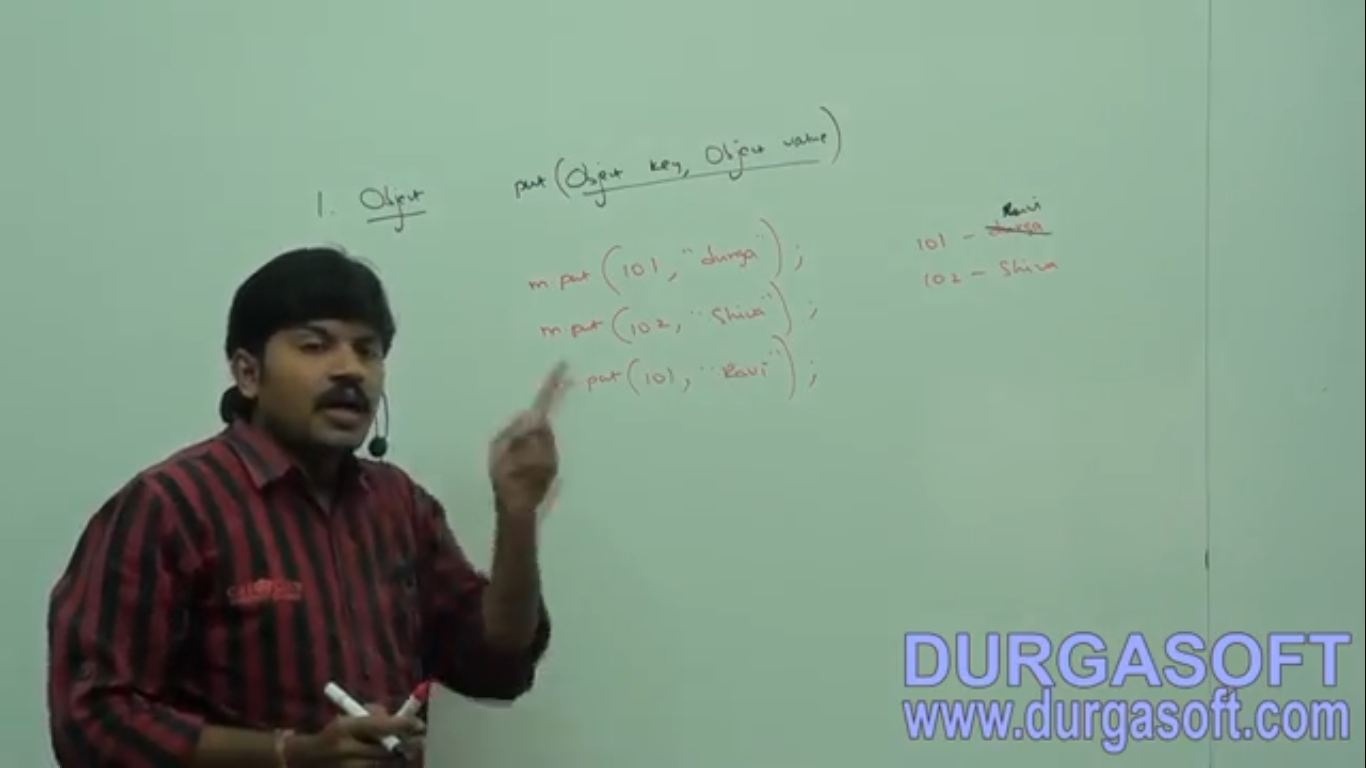 1. Object put (Object key, Object value)
m.put (101, "durga");
m.put (102, "Shiva");
put (101, "Ravi");
Ravi
101 - durga
102 - Shiva
DURGASOFT
www.durgasoft.com